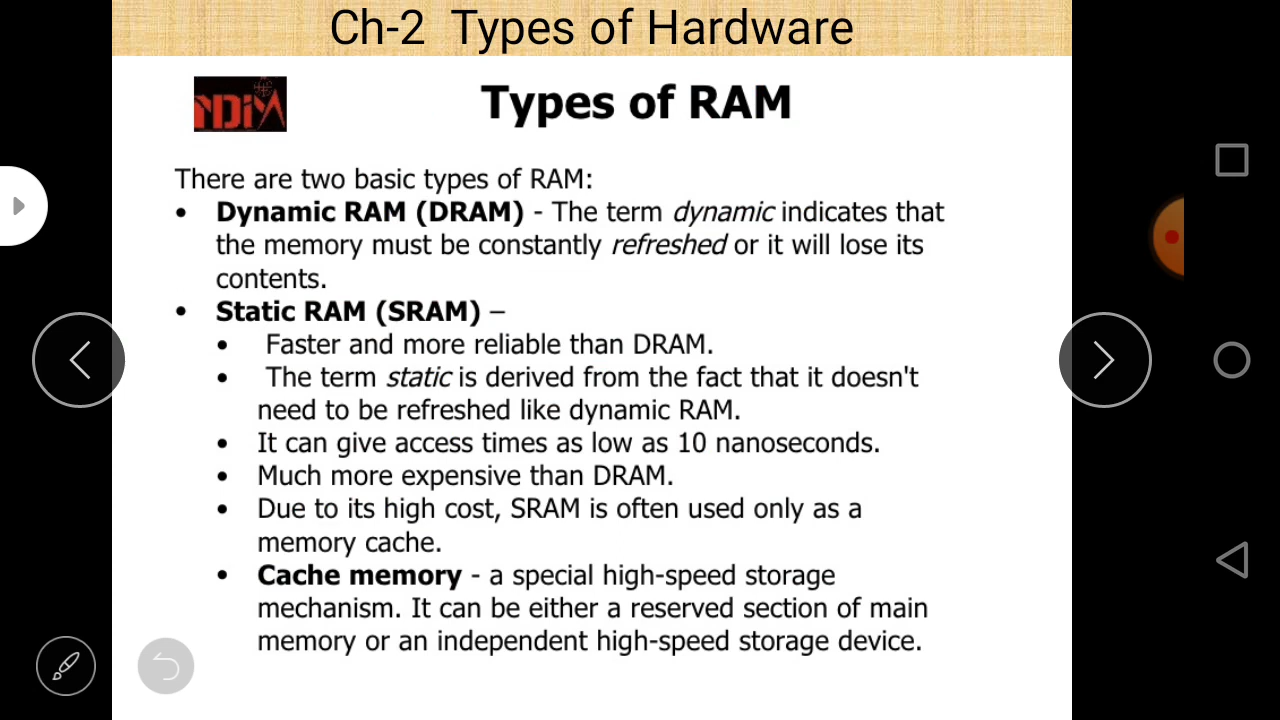 Ch-2 Types of Hardware
NDiA
Types of RAM
There are two basic types of RAM:
• Dynamic RAM (DRAM) - The term dynamic indicates that
the memory must be constantly refreshed or it will lose its
contents.
• Static RAM (SRAM) –
• Faster and more reliable than DRAM.
• The term static is derived from the fact that it doesn't
need to be refreshed like dynamic RAM.
• It can give access times as low as 10 nanoseconds.
• Much more expensive than DRAM.
• Due to its high cost, SRAM is often used only as a
memory cache.
• Cache memory - a special high-speed storage
mechanism. It can be either a reserved section of main
memory or an independent high-speed storage device.